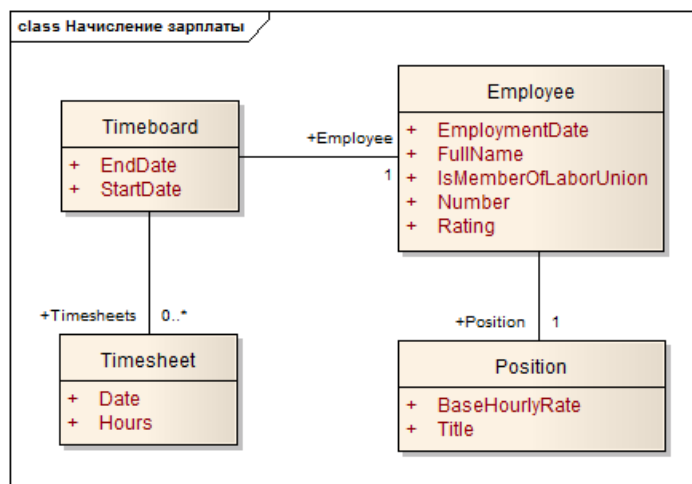 class Начисление зарплаты
Timeboard
+ EndDate
+ StartDate
+Employee
1
Employee
+ EmploymentDate
+ FullName
+ IsMemberOfLaborUnion
+ Number
+ Rating
+Timesheets 0..*
+Position 1
Timesheet
+ Date
+ Hours
Position
+ BaseHourlyRate
+ Title